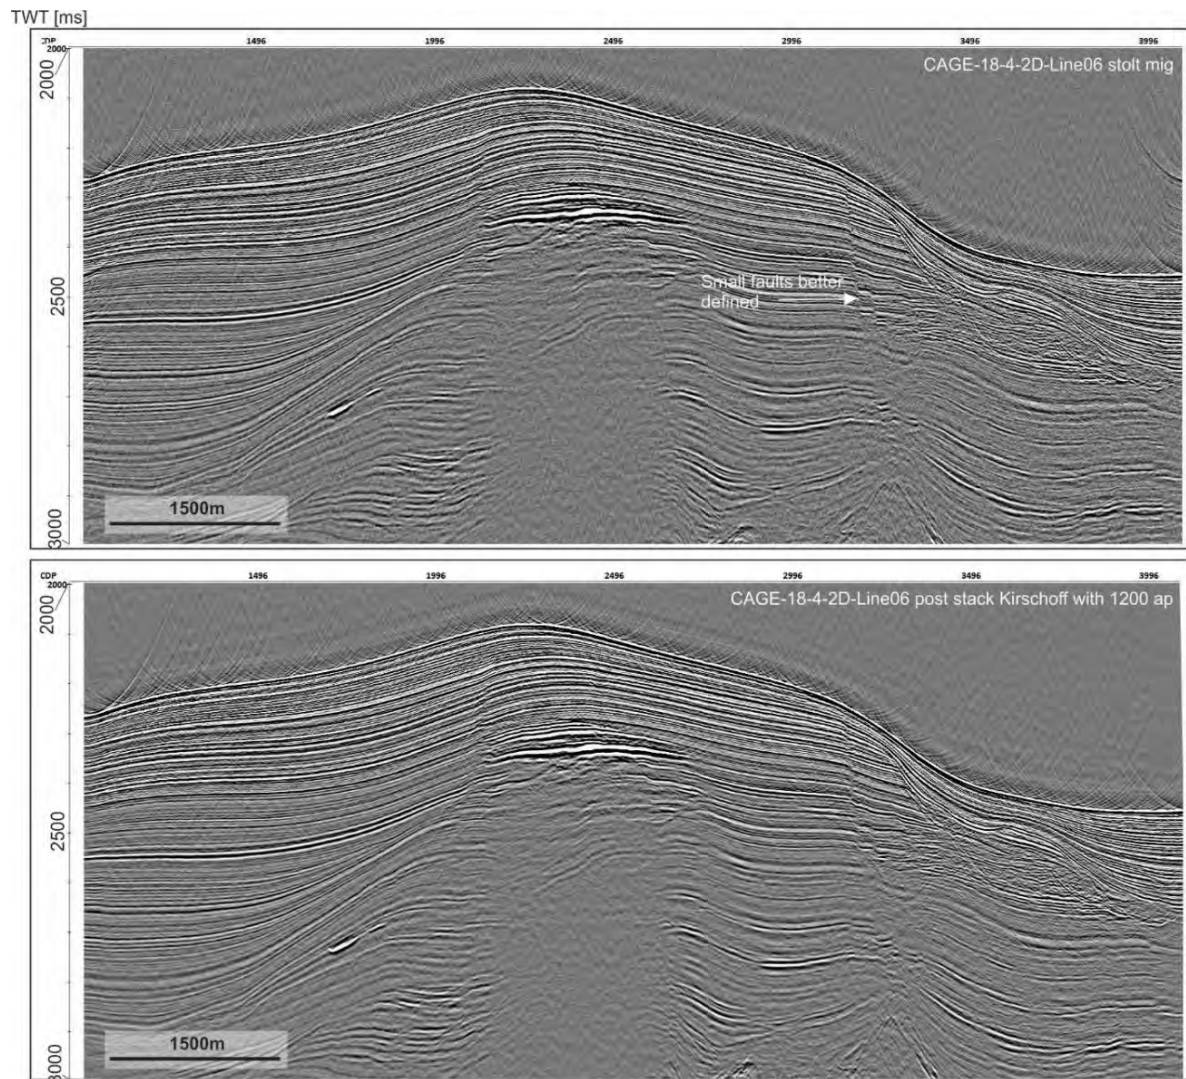 TWT [ms]
CDP 1496 1996 2496 2996 3496 3996
2000
2000
CAGE-18-4-2D-Line06 stolt mig
Small faults better
defined
2500
1500m
3000
CDP 1496 1996 2496 2996 3496 3996
2000
2000
CAGE-18-4-2D-Line06 post stack Kirschoff with 1200 ap
2500
1500m
3000